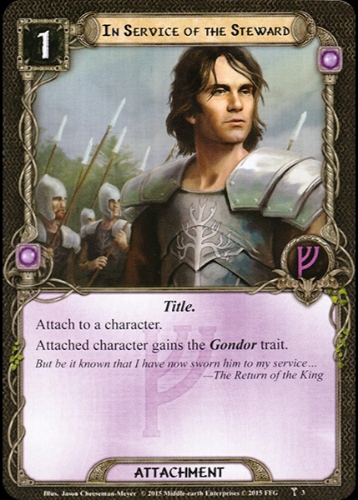 1
IN SERVICE OF THE STEWARD
Title.
Attach to a character.
Attached character gains the Gondor trait.
But be it known that I have now sworn him to my service…
—The Return of the King
ATTACHMENT
Illus. Jason Cheeseman-Meyer © 2015 Middle-earth Enterprises © 2015 FFG 3